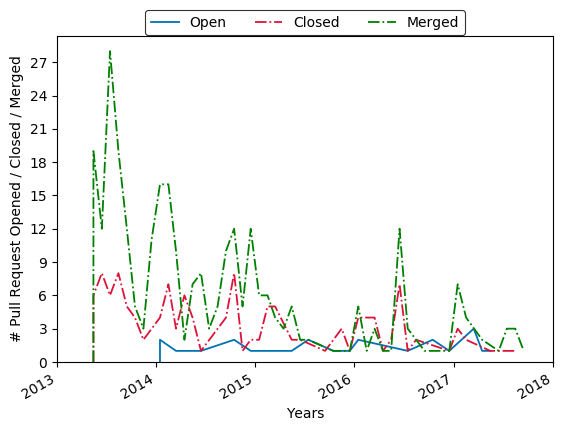 Open Closed Merged
# Pull Request Opened / Closed / Merged
27
24
21
18
15
12
9
6
3
0
2013 2014 2015 2016 2017 2018
Years